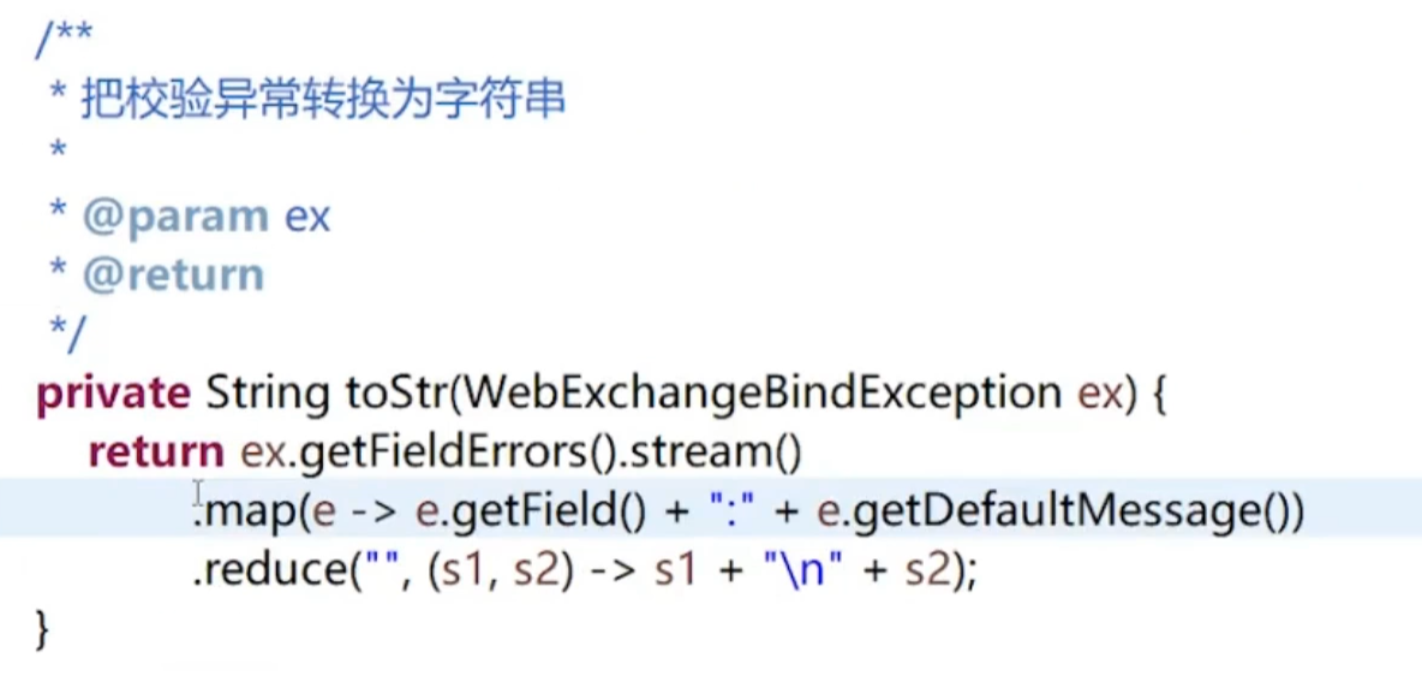 /**
 * 把校验异常转换为字符串
 *
 * @param ex
 * @return
 */
private String toStr(WebExchangeBindException ex) {
    return ex.getFieldErrors().stream()
            .map(e -> e.getField() + ":" + e.getDefaultMessage())
            .reduce("", (s1, s2) -> s1 + "\n" + s2);
}